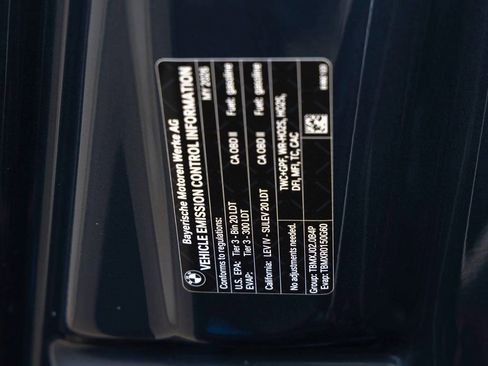 Bayerische Motoren Werke AG
VEHICLE EMISSION CONTROL INFORMATION MY 2026
Conforms to regulations:
U.S. EPA: Tier 3 - Bin 20 LDT CA OBD II Fuel: gasoline
EVAP: Tier 3 - 300 LDT
California: LEV IV - SULEV 20 LDT CA OBD II Fuel: gasoline
No adjustments needed. TWC+GPF, WR-HO2S, HO2S,
DFI, MFI, TC, CAC
Group: TBMXJ02.0B4P
Evap: TBMXR0150G60